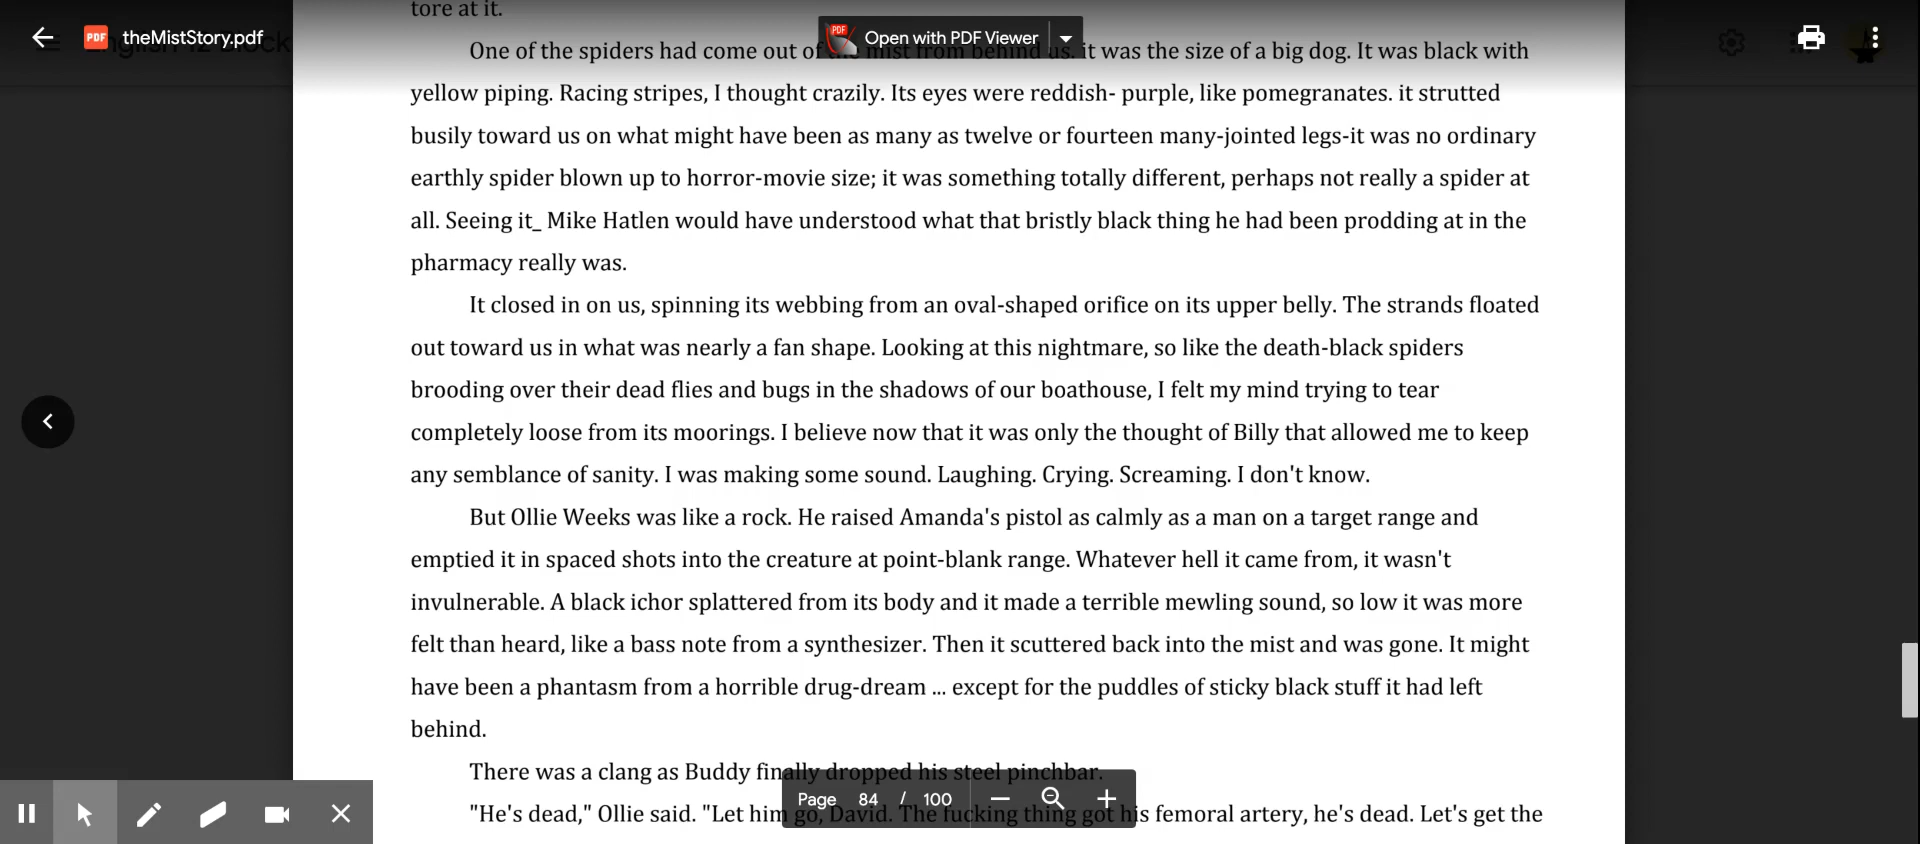 tore at it.
theMistStory.pdf
PDF
PDF
Open with PDF Viewer
One of the spiders had come out of the mist from behind us. it was the size of a big dog. It was black with
yellow piping. Racing stripes, I thought crazily. Its eyes were reddish- purple, like pomegranates. it strutted
busily toward us on what might have been as many as twelve or fourteen many-jointed legs-it was no ordinary
earthly spider blown up to horror-movie size; it was something totally different, perhaps not really a spider at
all. Seeing it_ Mike Hatlen would have understood what that bristly black thing he had been prodding at in the
pharmacy really was.
It closed in on us, spinning its webbing from an oval-shaped orifice on its upper belly. The strands floated
out toward us in what was nearly a fan shape. Looking at this nightmare, so like the death-black spiders
brooding over their dead flies and bugs in the shadows of our boathouse, I felt my mind trying to tear
completely loose from its moorings. I believe now that it was only the thought of Billy that allowed me to keep
any semblance of sanity. I was making some sound. Laughing. Crying. Screaming. I don't know.
But Ollie Weeks was like a rock. He raised Amanda's pistol as calmly as a man on a target range and
emptied it in spaced shots into the creature at point-blank range. Whatever hell it came from, it wasn't
invulnerable. A black ichor splattered from its body and it made a terrible mewling sound, so low it was more
felt than heard, like a bass note from a synthesizer. Then it scuttered back into the mist and was gone. It might
have been a phantasm from a horrible drug-dream ... except for the puddles of sticky black stuff it had left
behind.
There was a clang as Buddy finally dropped his steel pinchbar.
Page 84 / 100
"He's dead," Ollie said. "Let him go, David. The fucking thing got his femoral artery, he's dead. Let's get the